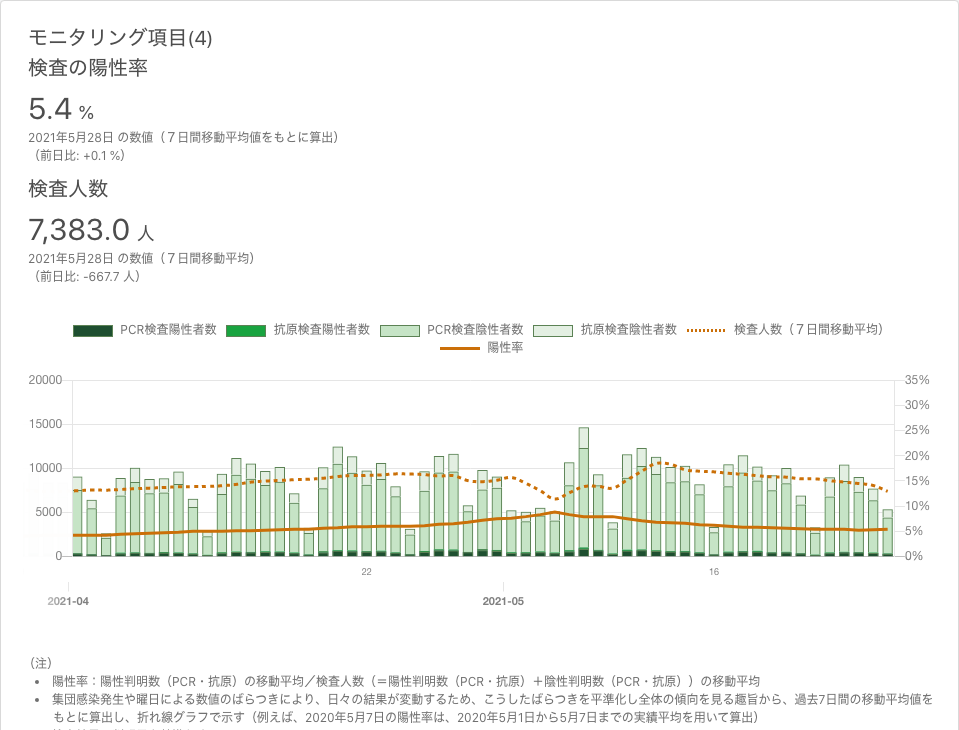 モニタリング項目(4)
検査の陽性率
5.4 %
2021年5月28日 の数値（７日間移動平均値をもとに算出）
（前日比: +0.1 %）
検査人数
7,383.0 人
2021年5月28日 の数値（７日間移動平均）
（前日比: -667.7 人）
PCR検査陽性者数 抗原検査陽性者数 PCR検査陰性者数 抗原検査陰性者数 検査人数（７日間移動平均）
陽性率
20000 35%
30%
15000 25%
20%
10000 15%
5000 10%
5%
0 0%
22 16
2021-04 2021-05
（注）
• 陽性率：陽性判明数（PCR・抗原）の移動平均／検査人数（＝陽性判明数（PCR・抗原）＋陰性判明数（PCR・抗原））の移動平均
• 集団感染発生や曜日による数値のばらつきにより、日々の結果が変動するため、こうしたばらつきを平準化し全体の傾向を見る趣旨から、過去7日間の移動平均値を
もとに算出し、折れ線グラフで示す（例えば、2020年5月7日の陽性率は、2020年5月1日から5月7日までの実績平均を用いて算出）